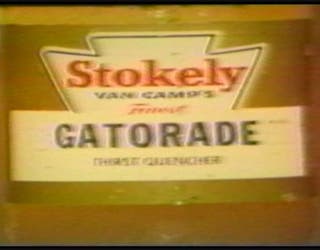 Stokely
VAN CAMP'S
Finest
GATORADE
THIRST QUENCHER